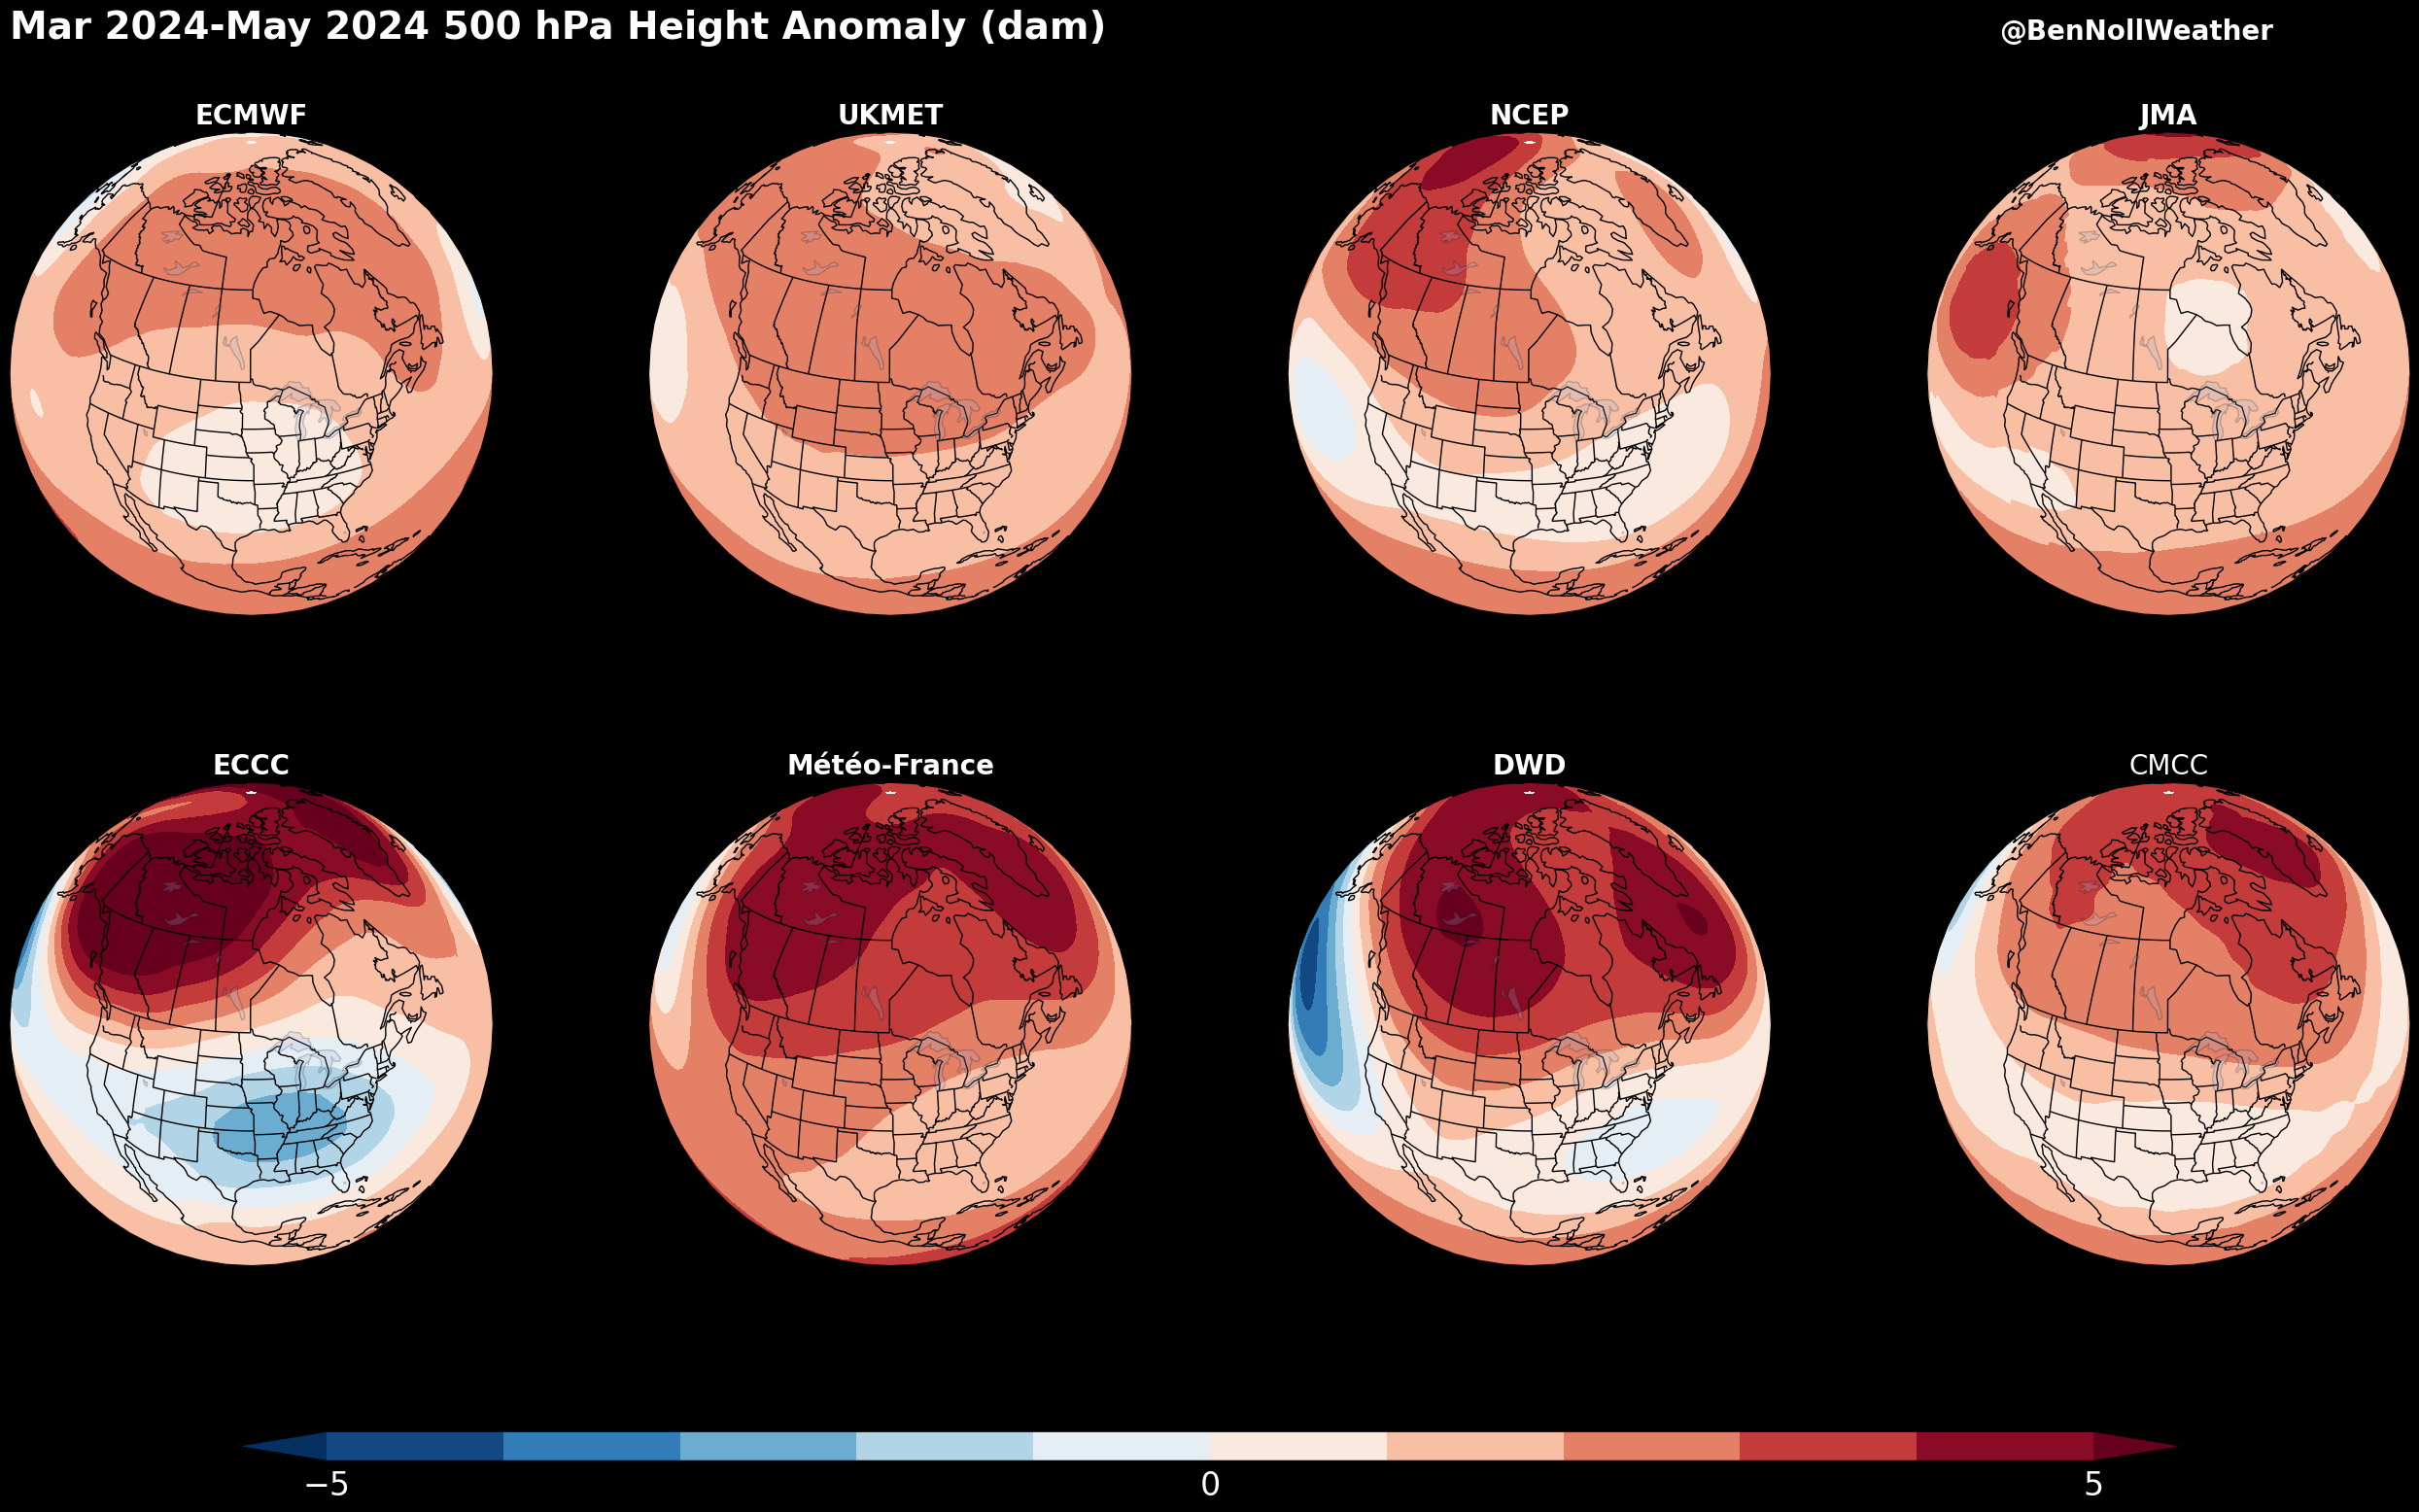 Mar 2024-May 2024 500 hPa Height Anomaly (dam)
@BenNollWeather
ECMWF
UKMET
NCEP
JMA
ECCC
Météo-France
DWD
CMCC
−5
0
5